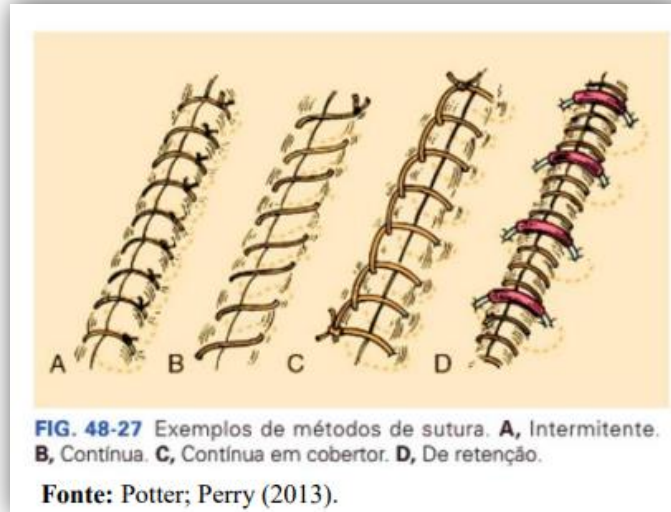 A B C D
FIG. 48-27 Exemplos de métodos de sutura. A, Intermitente.
B, Contínua. C, Contínua em cobertor. D, De retenção.
Fonte: Potter; Perry (2013).